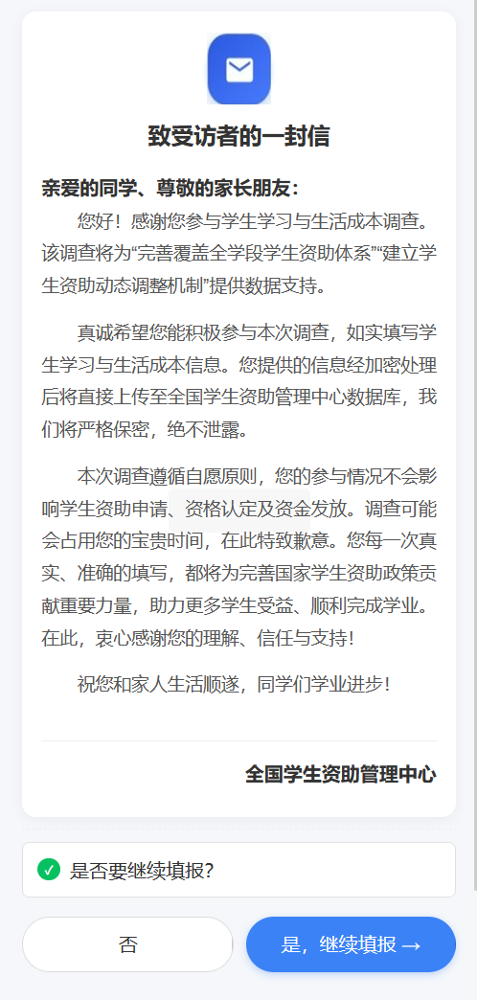 致受访者的一封信
亲爱的同学、尊敬的家长朋友：
您好！感谢您参与学生学习与生活成本调查。
该调查将为“完善覆盖全学段学生资助体系”“建立学
生资助动态调整机制”提供数据支持。
真诚希望您能积极参与本次调查，如实填写学
生学习与生活成本信息。您提供的信息经加密处理
后将直接上传至全国学生资助管理中心数据库，我
们将严格保密，绝不泄露。
本次调查遵循自愿原则，您的参与情况不会影
响学生资助申请、资格认定及资金发放。调查可能
会占用您的宝贵时间，在此特致歉意。您每一次真
实、准确的填写，都将为完善国家学生资助政策贡
献重要力量，助力更多学生受益、顺利完成学业。
在此，衷心感谢您的理解、信任与支持！
祝您和家人生活顺遂，同学们学业进步！
全国学生资助管理中心
是否要继续填报？
否
是，继续填报 →